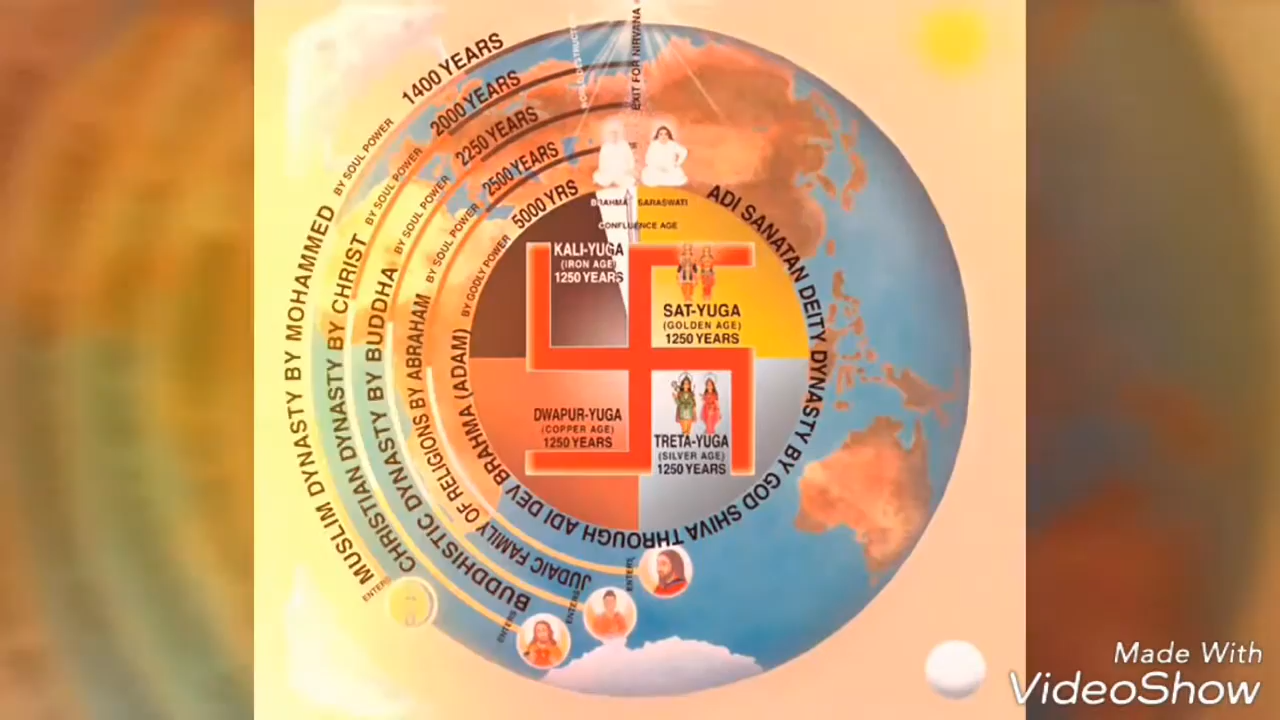 1400 YEARS
2000 YEARS
2250 YEARS
2500 YEARS
5000 YRS
EXIT FOR NIRVANA
MUSLIM DYNASTY BY MOHAMMED BY SOUL POWER
CHRISTIAN DYNASTY BY CHRIST BY SOUL POWER
BUDDHISTIC DYNASTY BY BUDDHA BY SOUL POWER
JUDAIC FAMILY OF RELIGIONS BY ABRAHAM BY SOUL POWER
ADI SANATAN DEITY DYNASTY BY GOD SHIVA THROUGH ADI DEV BRAHMA (ADAM) BY GODLY POWER
BRAHMA SARASWATI
CONFLUENCE AGE
KALI-YUGA
(IRON AGE)
1250 YEARS
SAT-YUGA
(GOLDEN AGE)
1250 YEARS
DWAPUR-YUGA
(COPPER AGE)
1250 YEARS
TRETA-YUGA
(SILVER AGE)
1250 YEARS
ENTERS
ENTERS
ENTERS
ENTERS
Made With
VideoShow